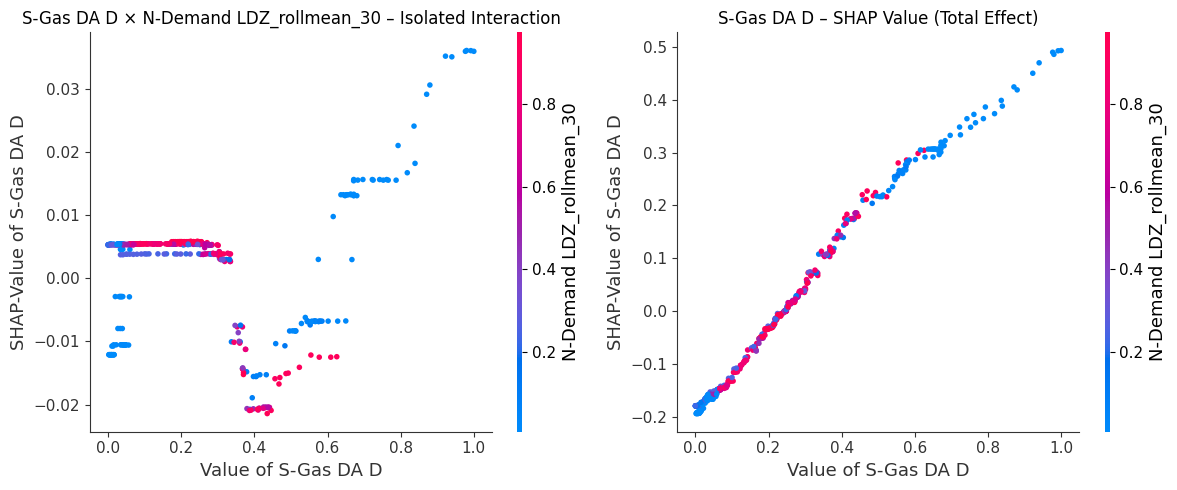 S-Gas DA D × N-Demand LDZ_rollmean_30 – Isolated Interaction
SHAP-Value of S-Gas DA D
0.03
0.02
0.01
0.00
−0.01
−0.02
0.0 0.2 0.4 0.6 0.8 1.0
Value of S-Gas DA D
0.8
0.6
0.4
0.2
N-Demand LDZ_rollmean_30
S-Gas DA D – SHAP Value (Total Effect)
SHAP-Value of S-Gas DA D
0.5
0.4
0.3
0.2
0.1
0.0
−0.1
−0.2
0.0 0.2 0.4 0.6 0.8 1.0
Value of S-Gas DA D
0.8
0.6
0.4
0.2
N-Demand LDZ_rollmean_30